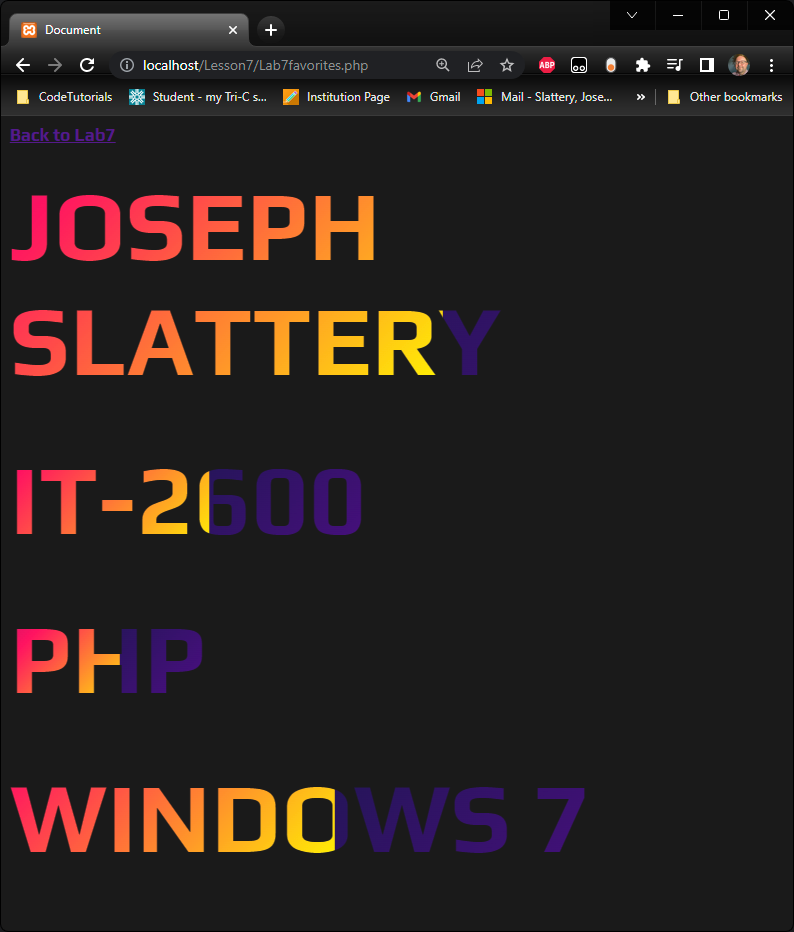 Document
localhost/Lesson7/Lab7favorites.php
ABP
CodeTutorials
Student - my Tri-C s...
Institution Page
Gmail
Mail - Slattery, Jose...
»
Other bookmarks
Back to Lab7
JOSEPH
SLATTERY
IT-2600
PHP
WINDOWS 7